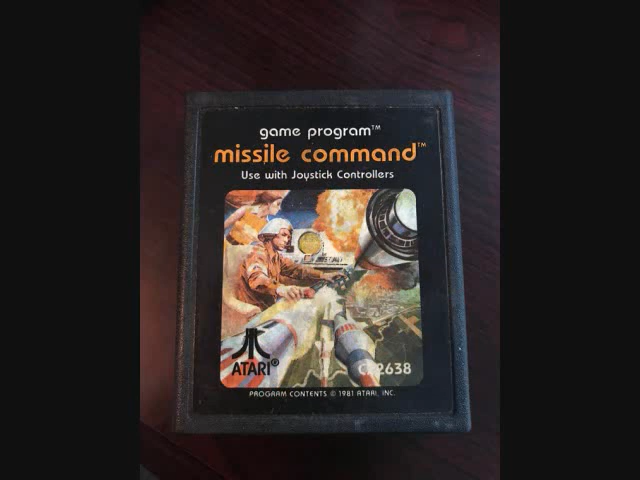 game program™
missile command™
Use with Joystick Controllers
ATARI®
CX2638
PROGRAM CONTENTS © 1981 ATARI, INC.